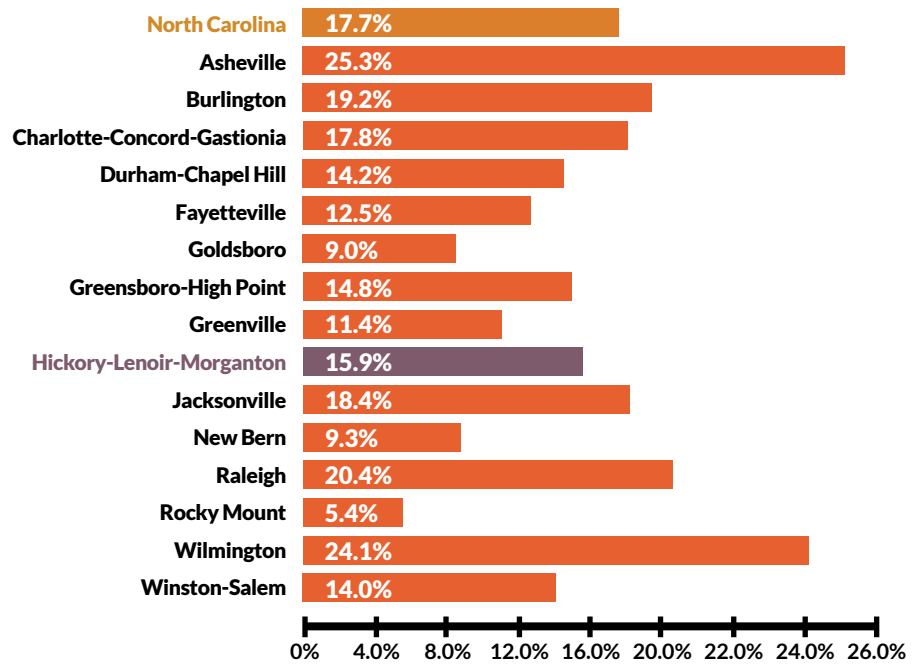 North Carolina 17.7%
Asheville 25.3%
Burlington 19.2%
Charlotte-Concord-Gastionia 17.8%
Durham-Chapel Hill 14.2%
Fayetteville 12.5%
Goldsboro 9.0%
Greensboro-High Point 14.8%
Greenville 11.4%
Hickory-Lenoir-Morganton 15.9%
Jacksonville 18.4%
New Bern 9.3%
Raleigh 20.4%
Rocky Mount 5.4%
Wilmington 24.1%
Winston-Salem 14.0%
0% 4.0% 8.0% 12.0% 16.0% 20.0% 22.0% 24.0% 26.0%